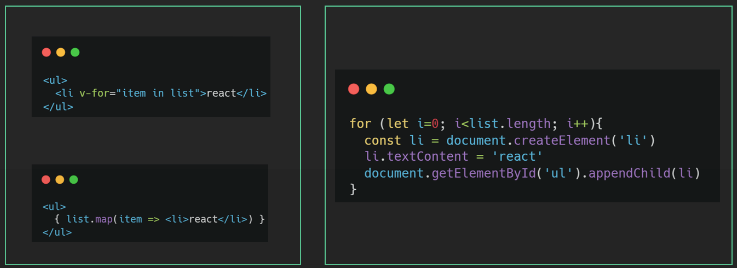 <ul>
  <li v-for="item in list">react</li>
</ul>
<ul>
  { list.map(item => <li>react</li>) }
</ul>
for (let i=0; i<list.length; i++){
  const li = document.createElement('li')
  li.textContent = 'react'
  document.getElementById('ul').appendChild(li)
}